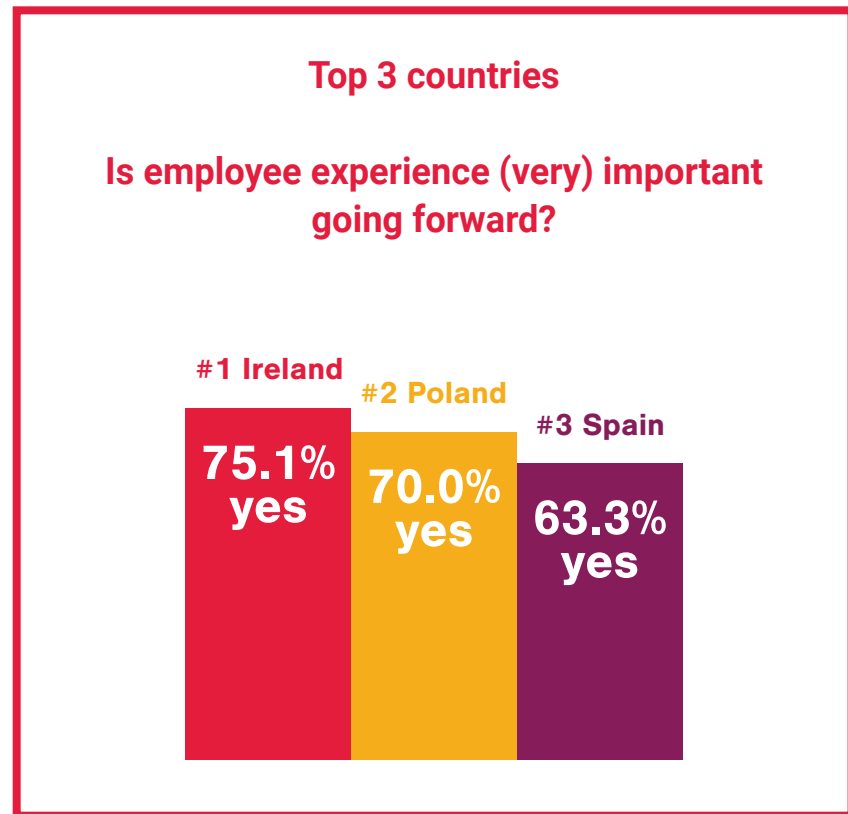 Top 3 countries
Is employee experience (very) important
going forward?
#1 Ireland
#2 Poland
#3 Spain
75.1%
yes
70.0%
yes
63.3%
yes